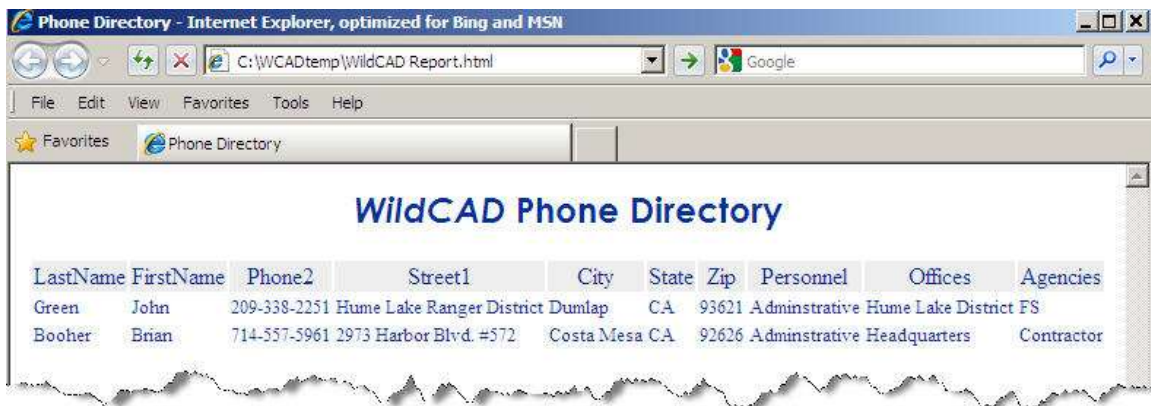 Phone Directory - Internet Explorer, optimized for Bing and MSN
C:\WCADtemp\WildCAD Report.html Google
File Edit View Favorites Tools Help
Favorites Phone Directory
WildCAD Phone Directory
LastName FirstName Phone2 Street1 City State Zip Personnel Offices Agencies
Green John 209-338-2251 Hume Lake Ranger District Dumlap CA 93621 Adminstrative Hume Lake District FS
Booher Brian 714-557-5961 2973 Harbor Blvd. #572 Costa Mesa CA 92626 Adminstrative Headquarters Contractor